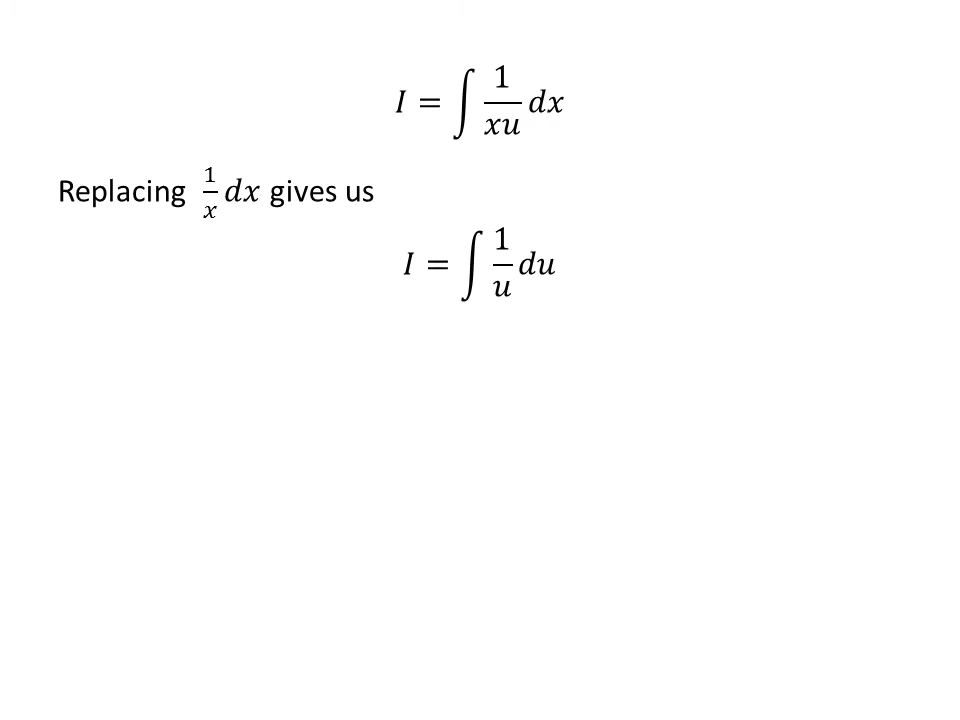 𝐼 = ∫ 1/𝑥𝑢 𝑑𝑥
Replacing 1/𝑥 𝑑𝑥 gives us
𝐼 = ∫ 1/𝑢 𝑑𝑢